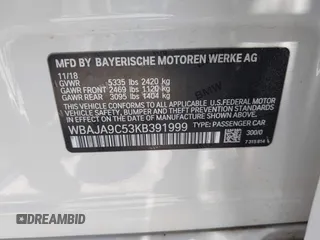 MFD BY BAYERISCHE MOTOREN WERKE AG
11/18
GVWR 5335 lbs 2420 kg
GAWR FRONT 2469 lbs 1120 kg
GAWR REAR 3095 lbs 1404 kg
THIS VEHICLE CONFORMS TO ALL APPLICABLE U.S. FEDERAL MOTOR
VEHICLE SAFETY, BUMPER AND THEFT PREVENTION STANDARDS
IN EFFECT ON THE DATE OF MANUFACTURE SHOWN ABOVE.
WBAJA9C53KB391999 TYPE: PASSENGER CAR
300/0
DREAMBID